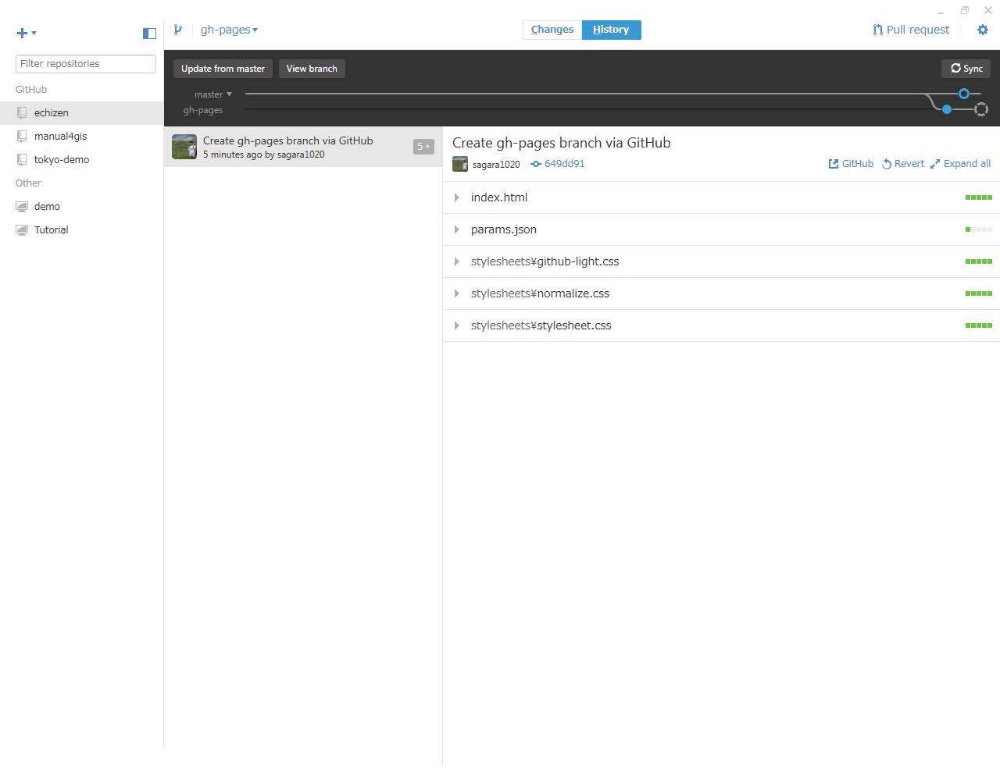 gh-pages
Changes
History
Pull request
Filter repositories
GitHub
echizen
manual4gis
tokyo-demo
Other
demo
Tutorial
Update from master
View branch
Sync
master
gh-pages
Create gh-pages branch via GitHub
5 minutes ago by sagara1020
5
Create gh-pages branch via GitHub
sagara1020
649dd91
GitHub
Revert
Expand all
index.html
params.json
stylesheets¥github-light.css
stylesheets¥normalize.css
stylesheets¥stylesheet.css